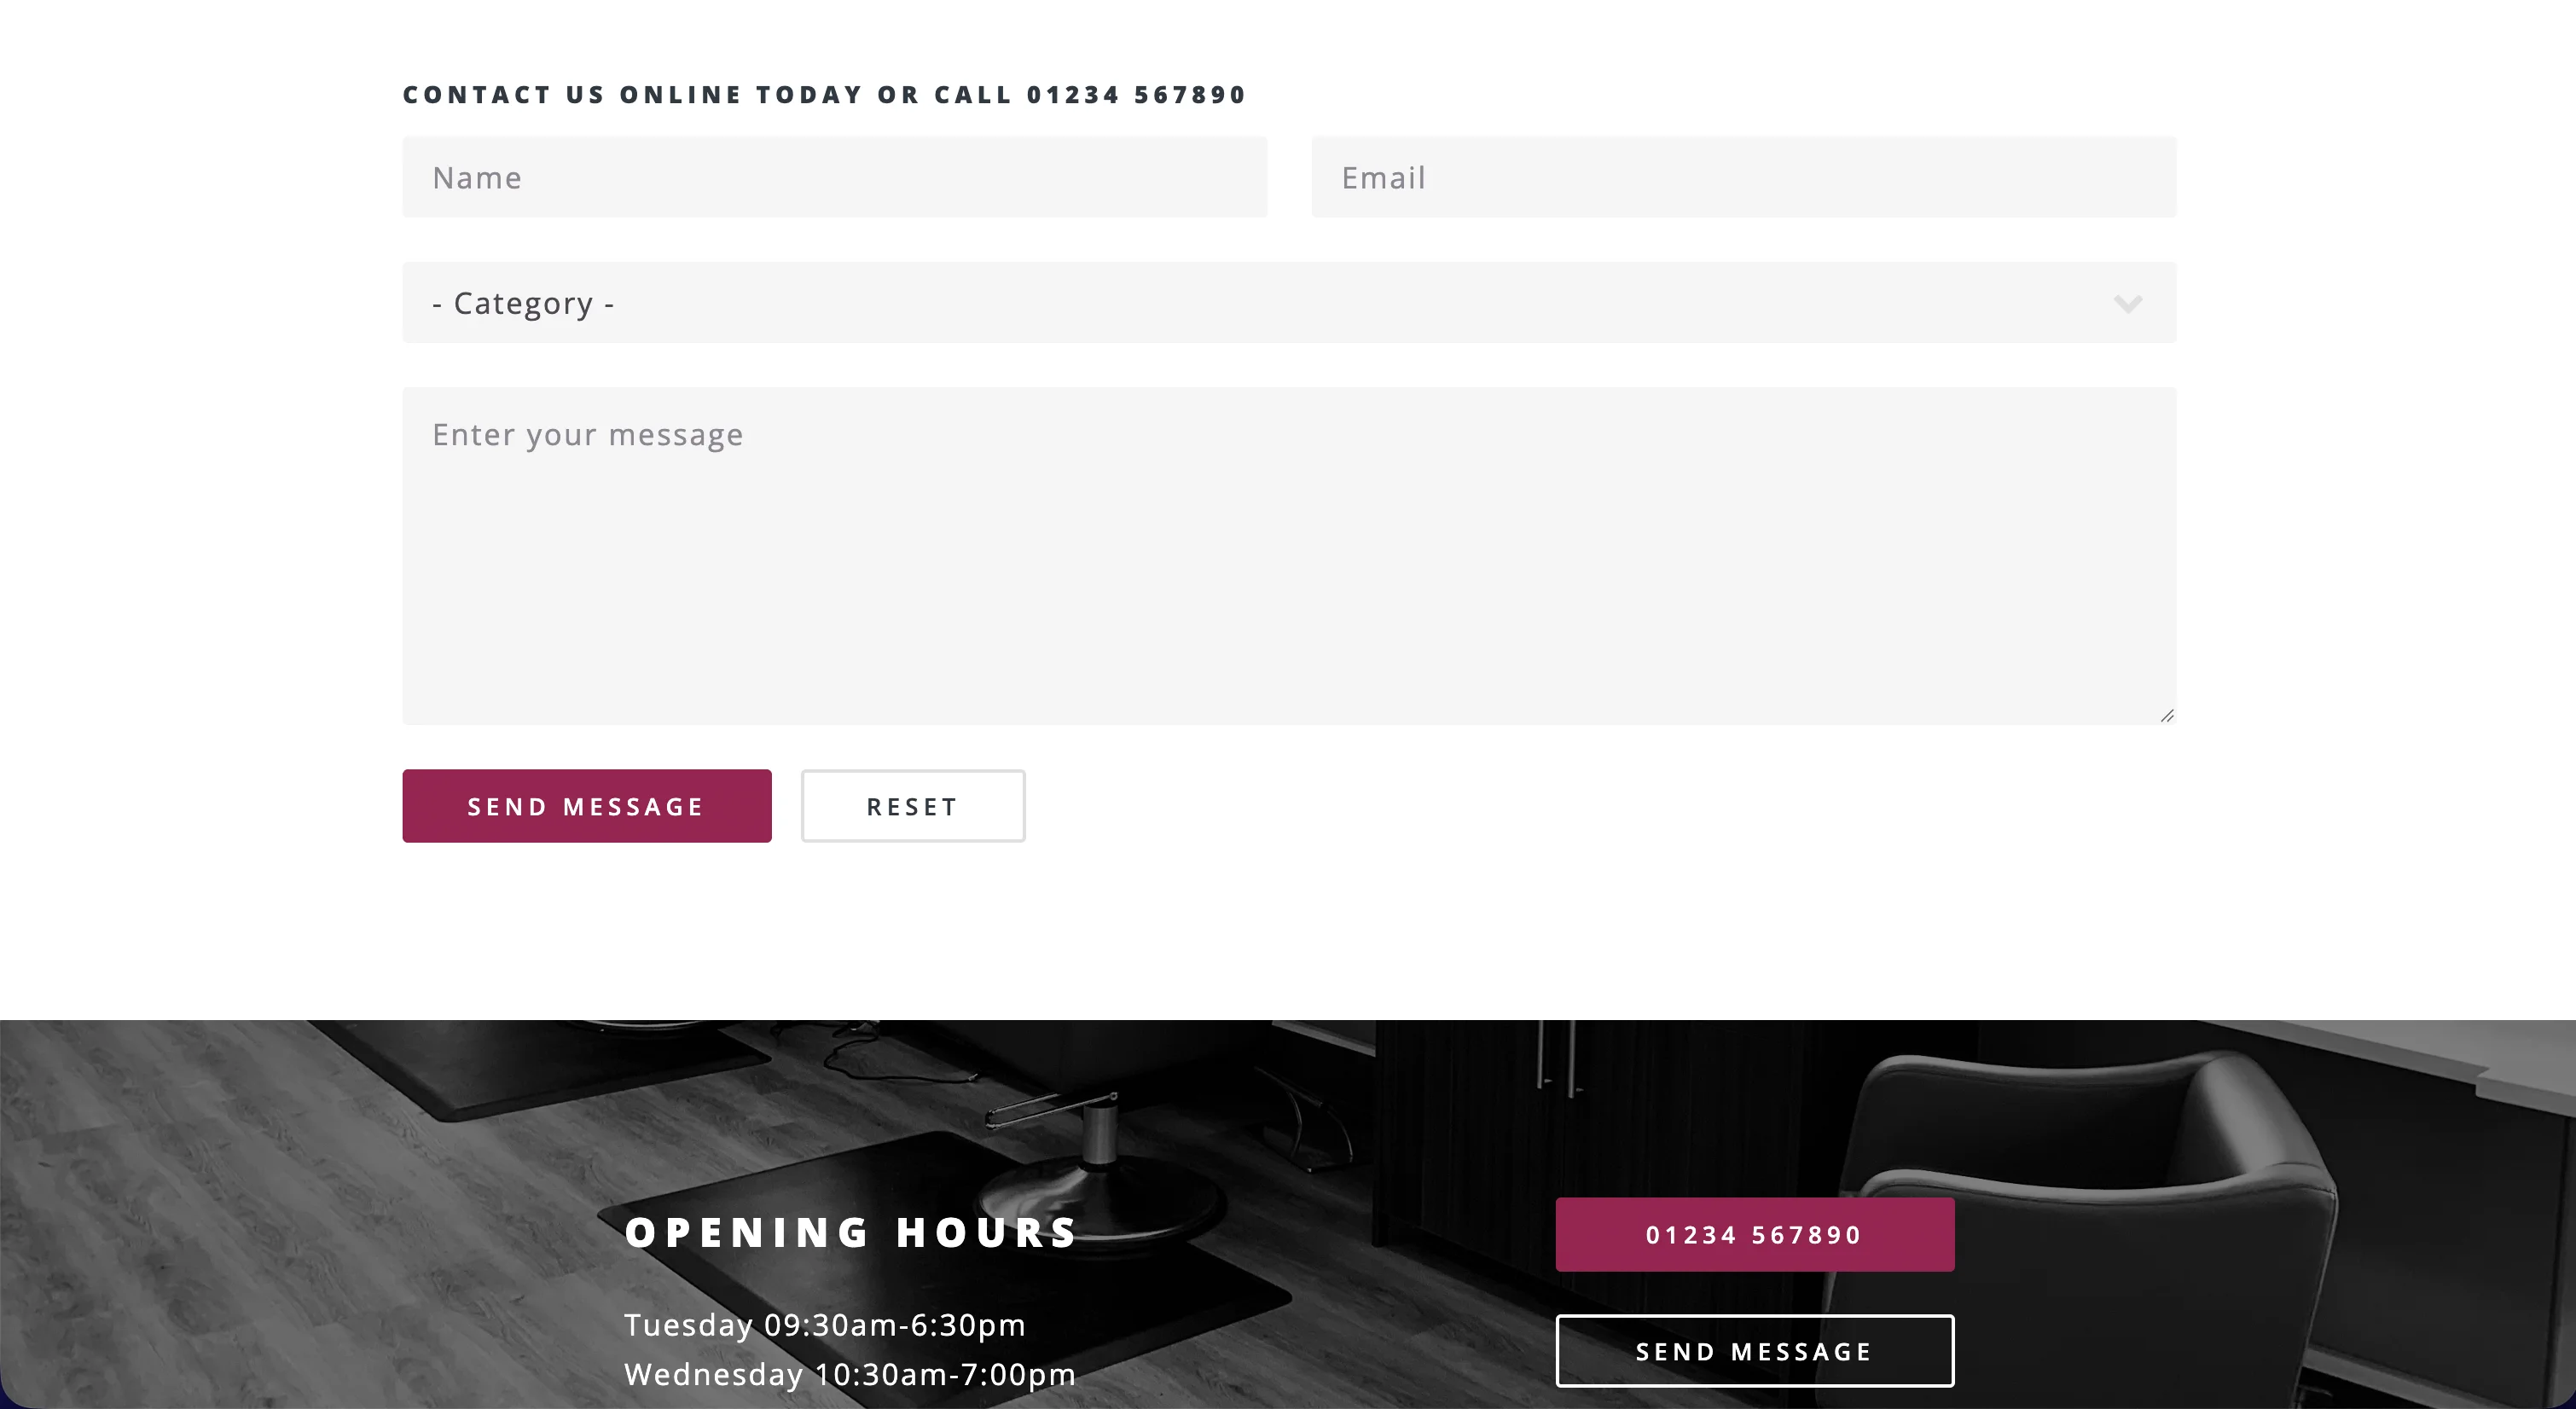 CONTACT US ONLINE TODAY OR CALL 01234 567890
Name
Email
- Category -
Enter your message
SEND MESSAGE
RESET
OPENING HOURS
Tuesday 09:30am-6:30pm
Wednesday 10:30am-7:00pm
01234 567890
SEND MESSAGE